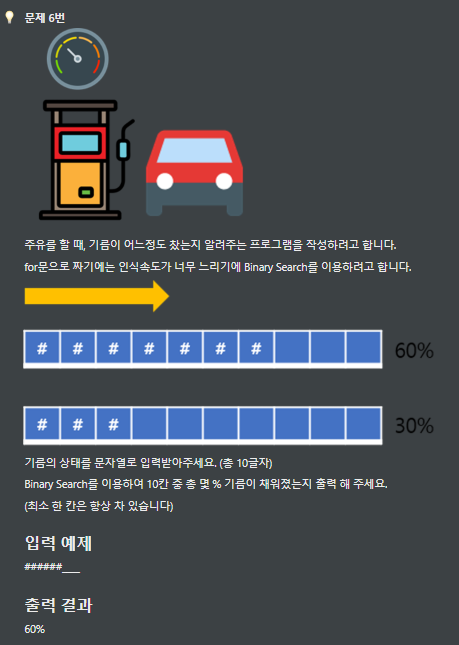 💡 문제 6번
주유를 할 때, 기름이 어느정도 찼는지 알려주는 프로그램을 작성하려고 합니다.
for문으로 짜기에는 인식속도가 너무 느리기에 Binary Search를 이용하려고 합니다.
# # # # # # # 60%
# # # 30%
기름의 상태를 문자열로 입력받아주세요. (총 10글자)
Binary Search를 이용하여 10칸 중 총 몇 % 기름이 채워졌는지 출력 해 주세요.
(최소 한 칸은 항상 차 있습니다)
입력 예제
######____
출력 결과
60%